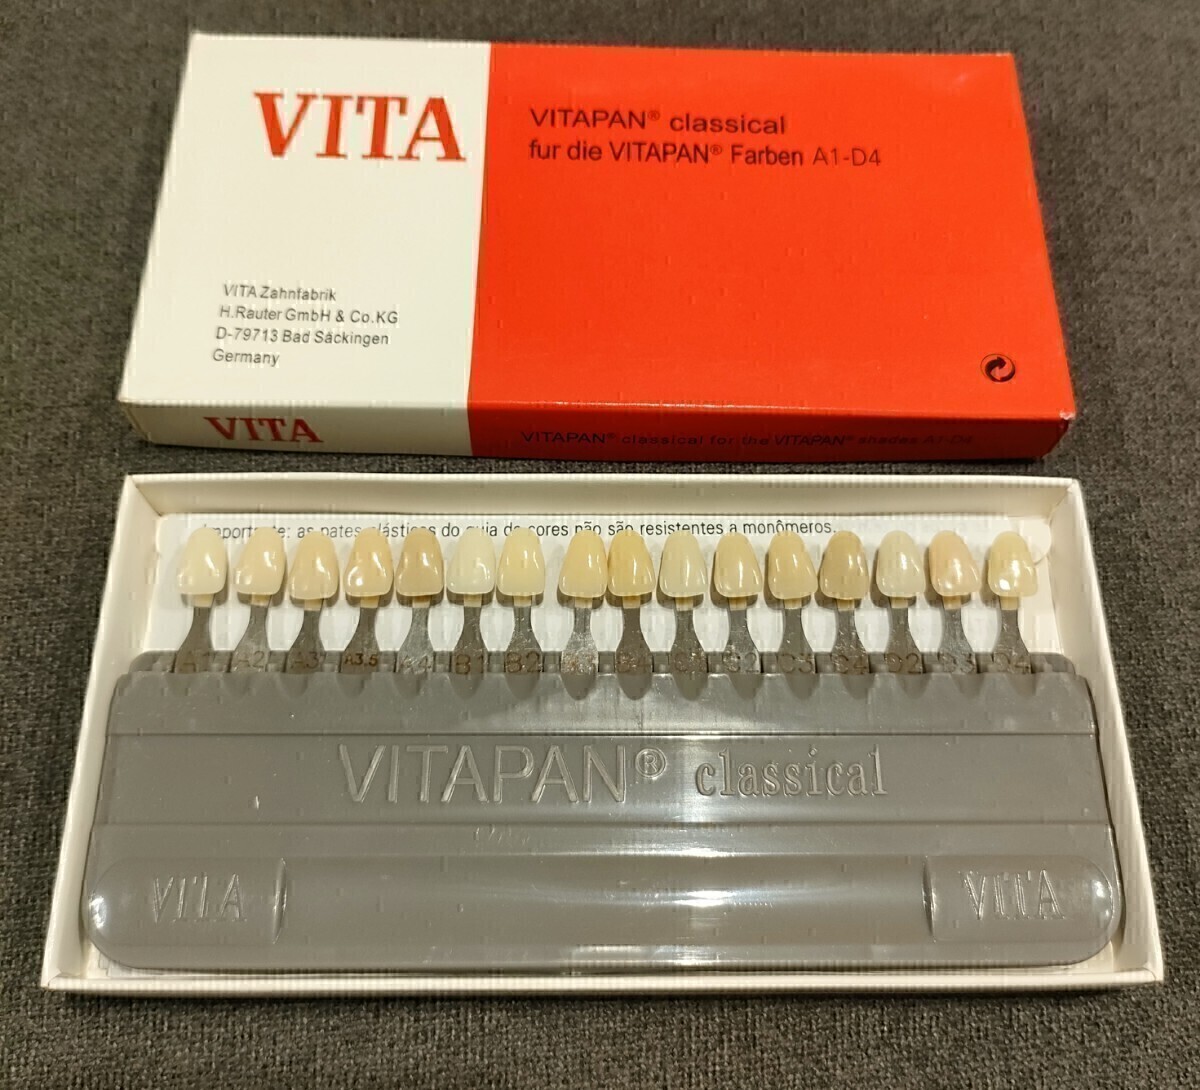 VITA
VITAPAN® classical
fur die VITAPAN® Farben A1-D4
VITA Zahnfabrik
H.Rauter GmbH & Co.KG
D-79713 Bad Säckingen
Germany
VITA
VITAPAN® classical for the VITAPAN® shades A1-D4
Importante: as pates plásticas do guia de cores não são resistentes a monômeros.
A1 A2 A3 A3.5 A4 B1 B2 B4 C1 C2 C3 C4 D2 D3 D4
VITAPAN® classical
VITA VITA